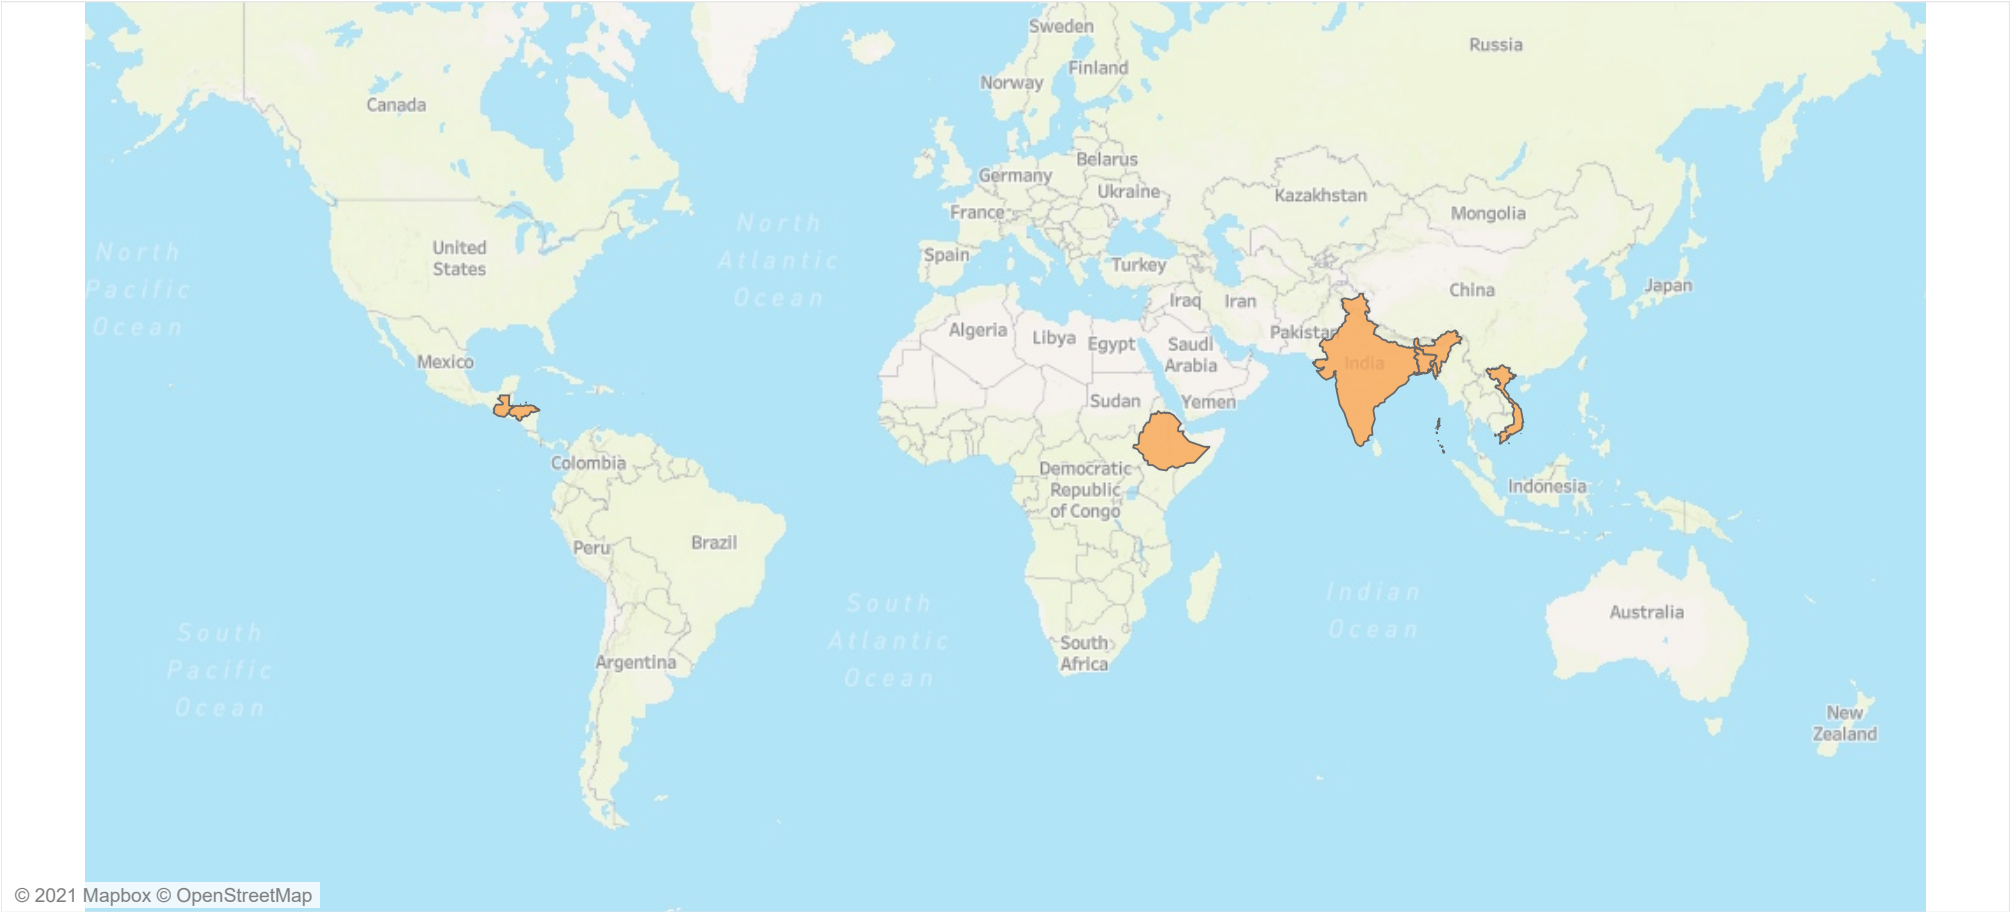 Sweden
Russia
Finland
Norway
Canada
Belarus
Germany
Ukraine
Kazakhstan
France
Mongolia
North
Atlantic
Ocean
North
Pacific
Ocean
United
States
Spain
Turkey
Japan
China
Iraq
Iran
Algeria
Libya
Egypt
Pakistan
Saudi
Arabia
Mexico
India
Sudan
Yemen
Colombia
Democratic
Republic
of Congo
Indonesia
Brazil
Peru
South
Atlantic
Ocean
Indian
Ocean
Australia
South
Pacific
Ocean
South
Africa
Argentina
New
Zealand
© 2021 Mapbox © OpenStreetMap